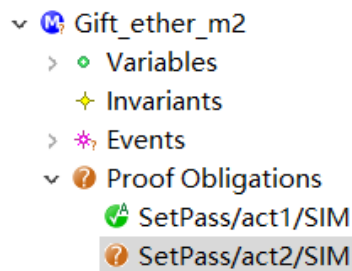 Gift_ether_m2
Variables
Invariants
Events
Proof Obligations
SetPass/act1/SIM
SetPass/act2/SIM